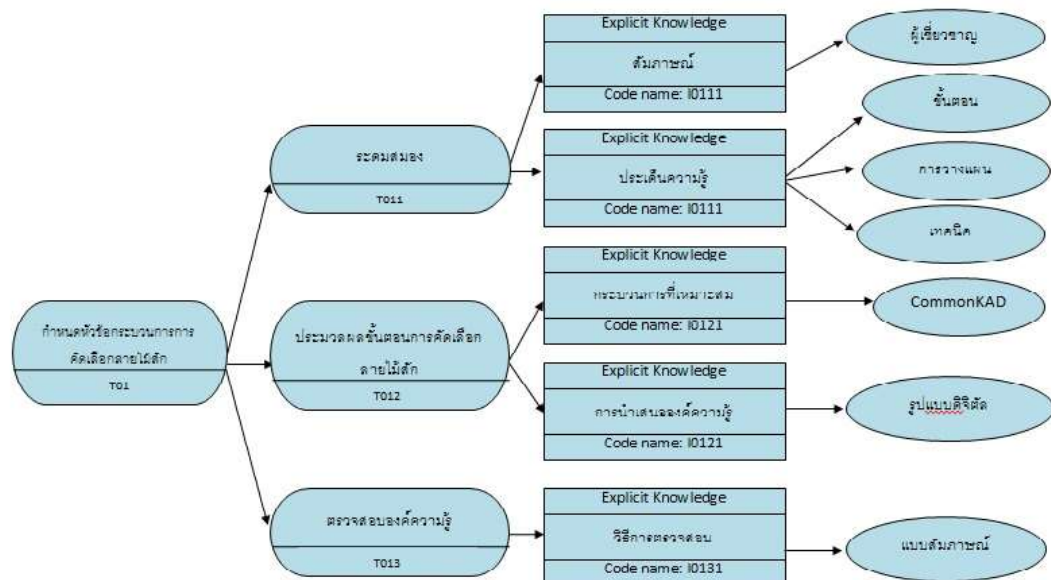 กำหนดหัวข้อกระบวนการการ
คัดเลือกลายไม้สัก
T01
ระดมสมอง
T011
Explicit Knowledge
สัมภาษณ์
Code name: I0111
ผู้เชี่ยวชาญ
Explicit Knowledge
ประเด็นความรู้
Code name: I0111
ขั้นตอน
การวางแผน
เทคนิค
ประมวลผลขั้นตอนการคัดเลือก
ลายไม้สัก
T012
Explicit Knowledge
กระบวนการที่เหมาะสม
Code name: I0121
CommonKAD
Explicit Knowledge
การนำเสนอองค์ความรู้
Code name: I0121
รูปแบบดิจิตัล
ตรวจสอบองค์ความรู้
T013
Explicit Knowledge
วิธีการตรวจสอบ
Code name: I0131
แบบสัมภาษณ์